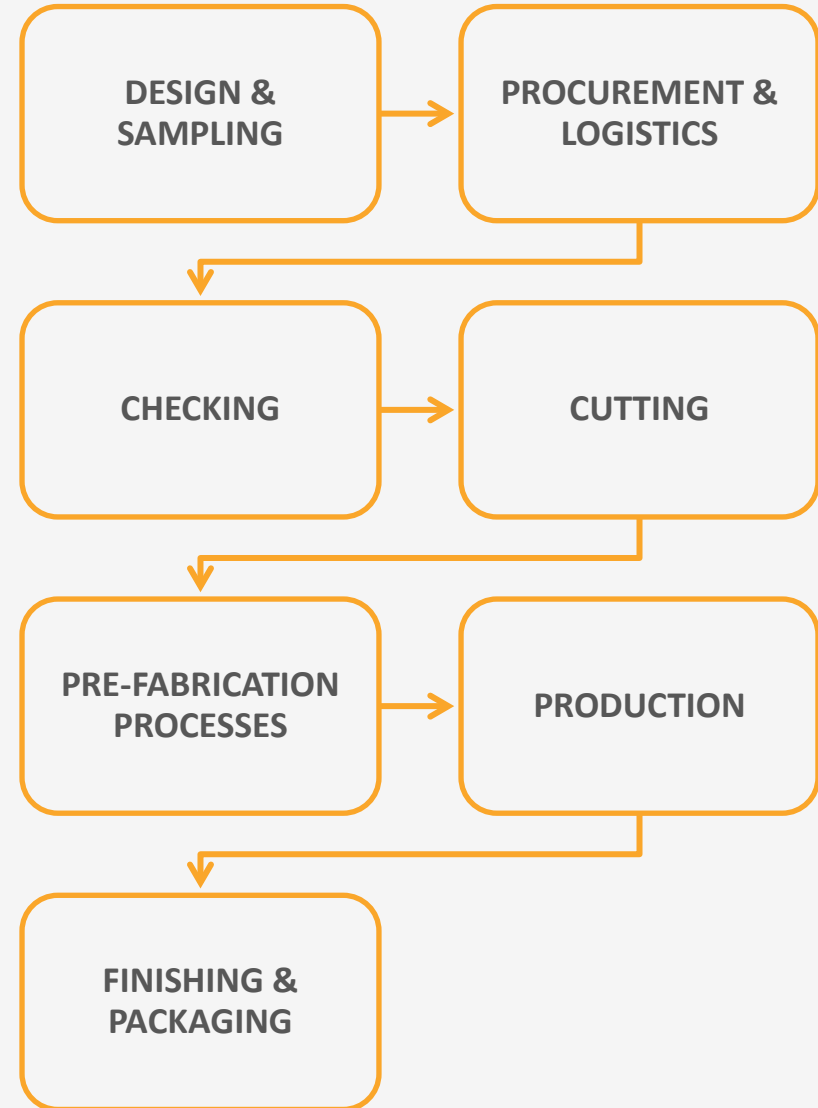 DESIGN &
SAMPLING
PROCUREMENT &
LOGISTICS
CHECKING
CUTTING
PRE-FABRICATION
PROCESSES
PRODUCTION
FINISHING &
PACKAGING